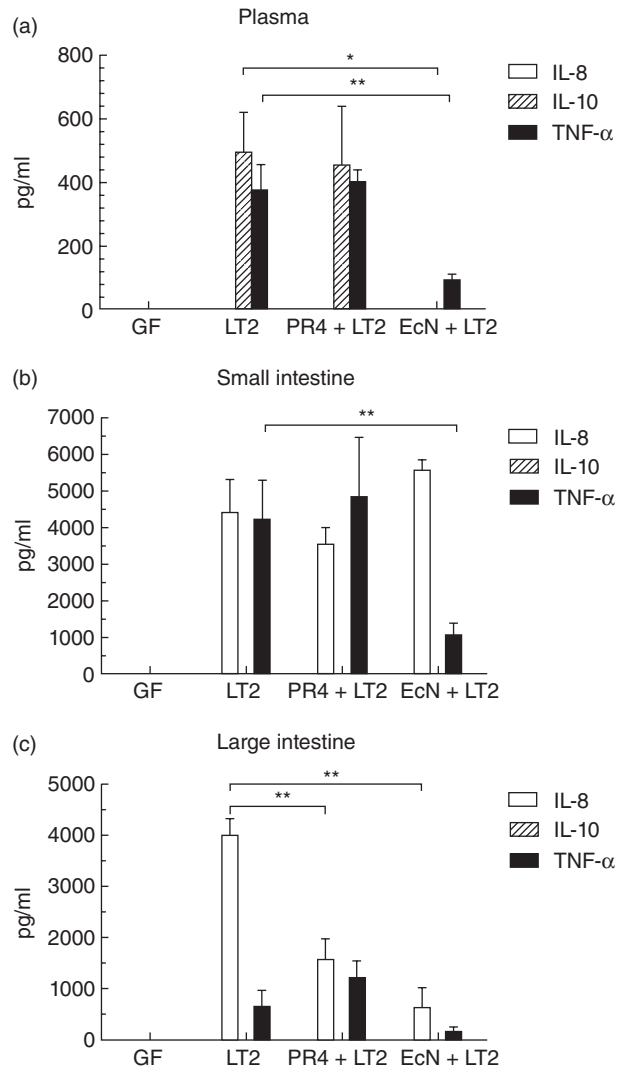 (a)
Plasma
800
600
400
200
0
pg/ml
*
**
IL-8
IL-10
TNF-α
GF LT2 PR4 + LT2 EcN + LT2
(b)
Small intestine
7000
6000
5000
4000
3000
2000
1000
0
pg/ml
**
IL-8
IL-10
TNF-α
GF LT2 PR4 + LT2 EcN + LT2
(c)
Large intestine
5000
4000
3000
2000
1000
0
pg/ml
**
**
IL-8
IL-10
TNF-α
GF LT2 PR4 + LT2 EcN + LT2